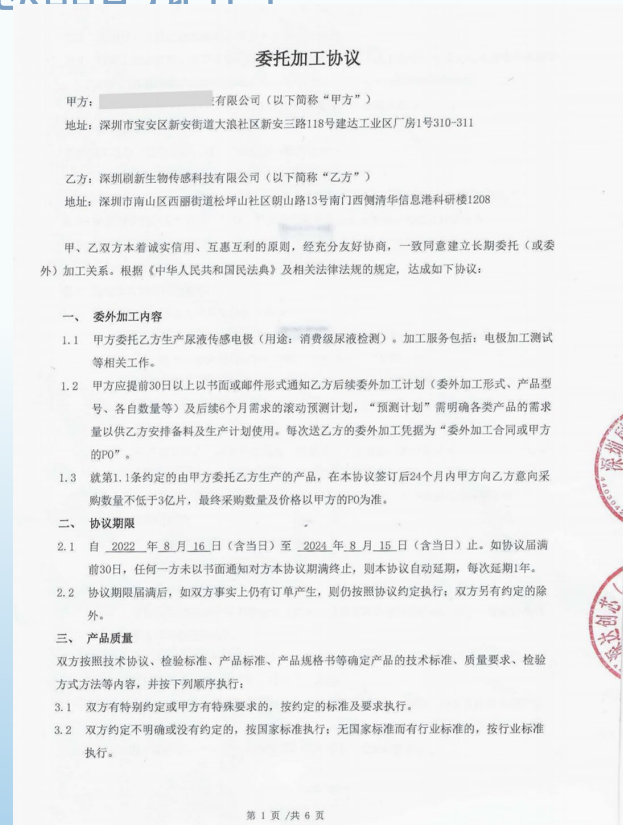 委托加工协议
甲方：
有限公司（以下简称“甲方”）
地址：深圳市宝安区新安街道大浪社区新安三路118号建达工业区厂房1号310-311
乙方：深圳刷新生物传感科技有限公司（以下简称“乙方”）
地址：深圳市南山区西丽街道松坪山社区朗山路13号南门西侧清华信息港科研楼1208
甲、乙双方本着诚实信用、互惠互利的原则，经充分友好协商，一致同意建立长期委托（或委
外）加工关系。根据《中华人民共和国民法典》及相关法律法规的规定，达成如下协议：
一、 委外加工内容
1.1 甲方委托乙方生产尿液传感电极（用途：消费级尿液检测）。加工服务包括：电极加工测试
等相关工作。
1.2 甲方应提前30日以上以书面或邮件形式通知乙方后续委外加工计划（委外加工形式、产品型
号、各自数量等）及后续6个月需求的滚动预测计划，“预测计划”需明确各类产品的需求
量以供乙方安排备料及生产计划使用。每次送乙方的委外加工凭据为“委外加工合同或甲方
的PO”。
1.3 就第1.1条约定的由甲方委托乙方生产的产品，在本协议签订后24个月内甲方向乙方意向采
购数量不低于3亿片，最终采购数量及价格以甲方的PO为准。
二、 协议期限
2.1 自 2022 年 8 月 16 日（含当日）至 2024 年 8 月 15 日（含当日）止。如协议届满
前30日，任何一方未以书面通知对方本协议期满终止，则本协议自动延期，每次延期1年。
2.2 协议期限届满后，如双方事实上仍有订单产生，则仍按照协议约定执行；双方另有约定的除
外。
三、 产品质量
双方按照技术协议、检验标准、产品标准、产品规格书等确定产品的技术标准、质量要求、检验
方式方法等内容，并按下列顺序执行：
3.1 双方有特别约定或甲方有特殊要求的，按约定的标准及要求执行。
3.2 双方约定不明确或没有约定的，按国家标准执行；无国家标准而有行业标准的，按行业标准
执行。
第 1 页 /共 6 页